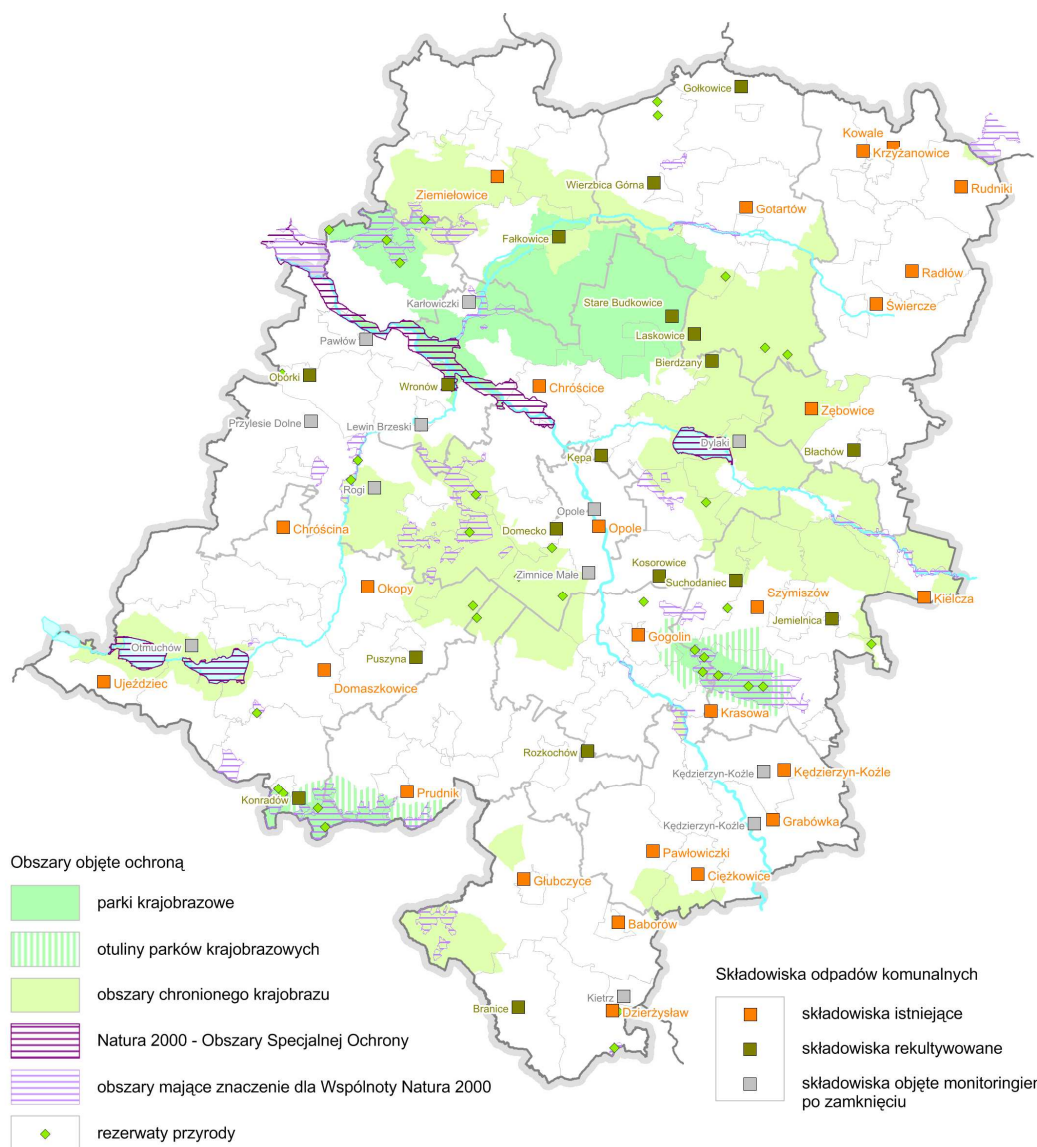 Gołkowice
Kowale
Krzyżanowice
Rudniki
Ziemiełowice
Wierzbica Górna
Gotartów
Fałkowice
Radłów
Karłowiczki
Stare Budkowice
Świercze
Laskowice
Pawłów
Bierdzany
Obórki
Wronów
Chróścice
Zębowice
Przylesie Dolne
Lewin Brzeski
Dylaki
Błachów
Kępa
Rogi
Opole
Chróścina
Domecko
Opole
Zimnice Małe
Kosorowice
Suchodaniec
Okopy
Szymiszów
Kielcza
Jemielnica
Gogolin
Otmuchów
Puszyna
Ujeździec
Domaszkowice
Krasowa
Rozkochów
Kędzierzyn-Koźle
Kędzierzyn-Koźle
Konradów
Prudnik
Kędzierzyn-Koźle
Grabówka
Pawłowiczki
Ciężkowice
Głubczyce
Baborów
Kietrz
Branice
Dzierżysław
Obszary objęte ochroną
parki krajobrazowe
otuliny parków krajobrazowych
obszary chronionego krajobrazu
Natura 2000 - Obszary Specjalnej Ochrony
obszary mające znaczenie dla Wspólnoty Natura 2000
rezerwaty przyrody
Składowiska odpadów komunalnych
składowiska istniejące
składowiska rekultywowane
składowiska objęte monitoringiem
po zamknięciu